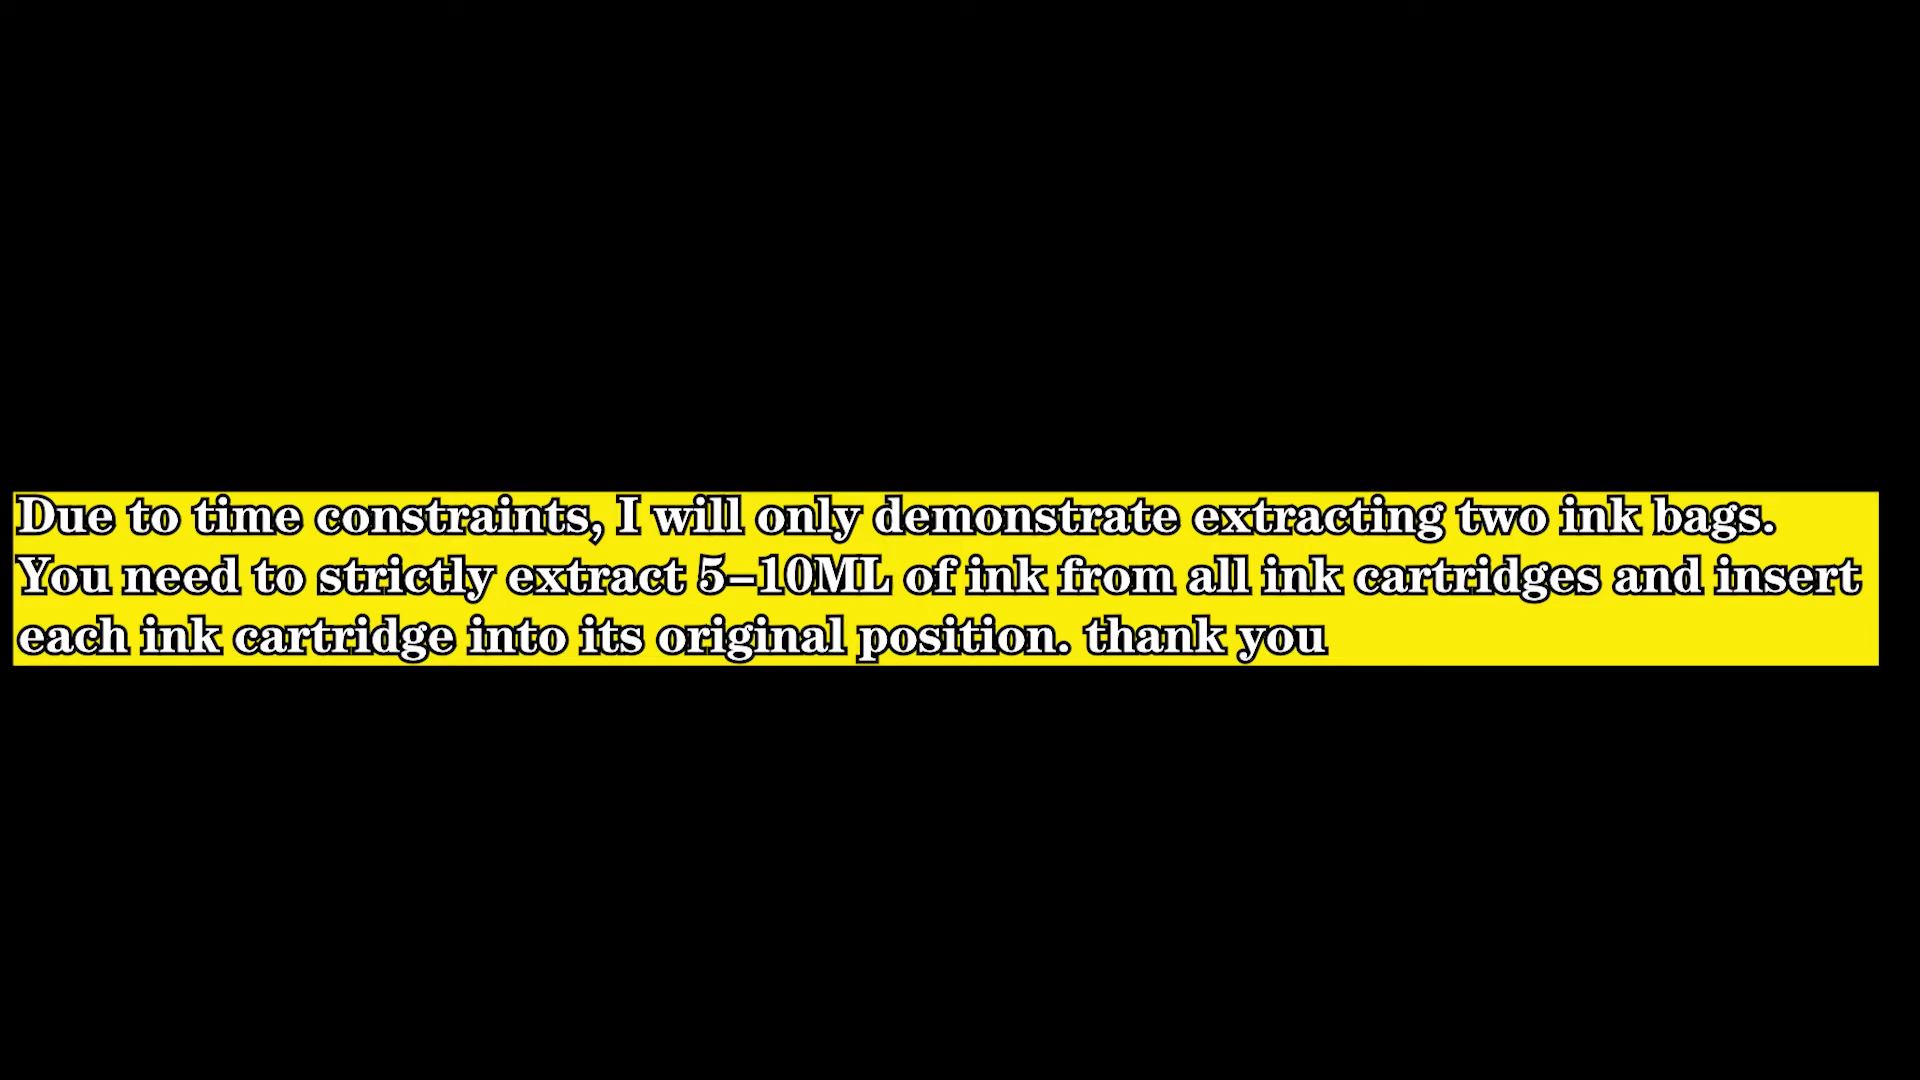 Due to time constraints, I will only demonstrate extracting two ink bags.
You need to strictly extract 5–10ML of ink from all ink cartridges and insert
each ink cartridge into its original position. thank you